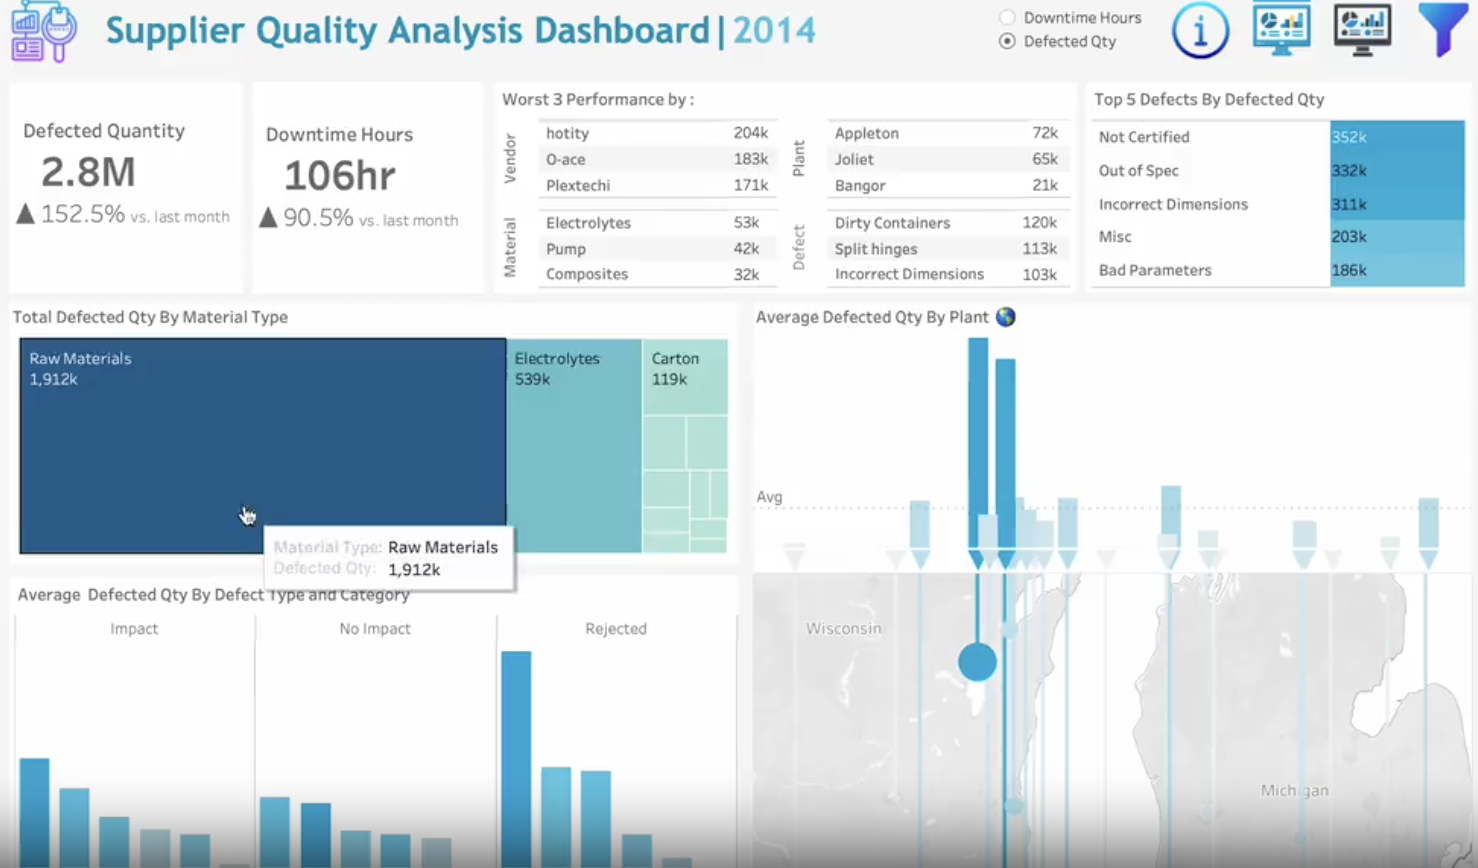 Supplier Quality Analysis Dashboard | 2014
Downtime Hours
Defected Qty
i
Defected Quantity
2.8M
▲ 152.5% vs. last month
Downtime Hours
106hr
▲ 90.5% vs. last month
Worst 3 Performance by :
Vendor
hotity 204k
O-ace 183k
Plextechi 171k
Plant
Appleton 72k
Joliet 65k
Bangor 21k
Material
Electrolytes 53k
Pump 42k
Composites 32k
Defect
Dirty Containers 120k
Split hinges 113k
Incorrect Dimensions 103k
Top 5 Defects By Defected Qty
Not Certified 352k
Out of Spec 332k
Incorrect Dimensions 311k
Misc 203k
Bad Parameters 186k
Total Defected Qty By Material Type
Raw Materials
1,912k
Electrolytes
539k
Carton
119k
Material Type: Raw Materials
Defected Qty: 1,912k
Average Defected Qty By Defect Type and Category
Impact
No Impact
Rejected
Average Defected Qty By Plant
Avg
Wisconsin
Michigan